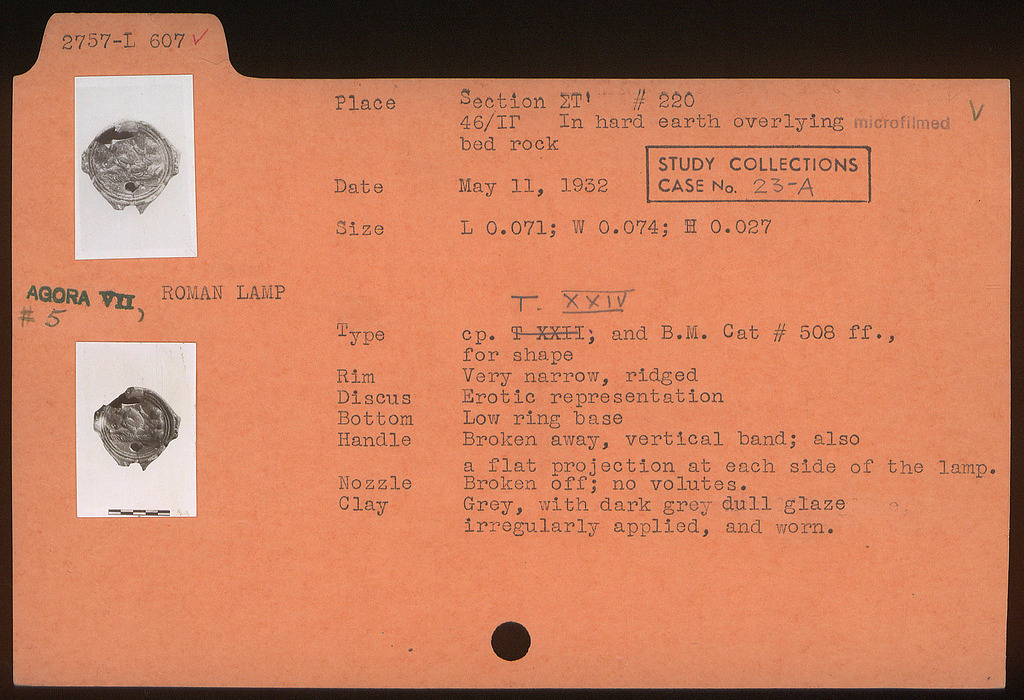 2757-L 607 ✓
Place Section ΣΤ' # 220
46/ΙΓ In hard earth overlying microfilmed V
bed rock
STUDY COLLECTIONS
CASE No. 23-A
Date May 11, 1932
Size L 0.071; W 0.074; H 0.027
AGORA VII, ROMAN LAMP
# 5
T. XXIV
Type cp. T XXII; and B.M. Cat # 508 ff.,
for shape
Rim Very narrow, ridged
Discus Erotic representation
Bottom Low ring base
Handle Broken away, vertical band; also
a flat projection at each side of the lamp.
Nozzle Broken off; no volutes.
Clay Grey, with dark grey dull glaze
irregularly applied, and worn.